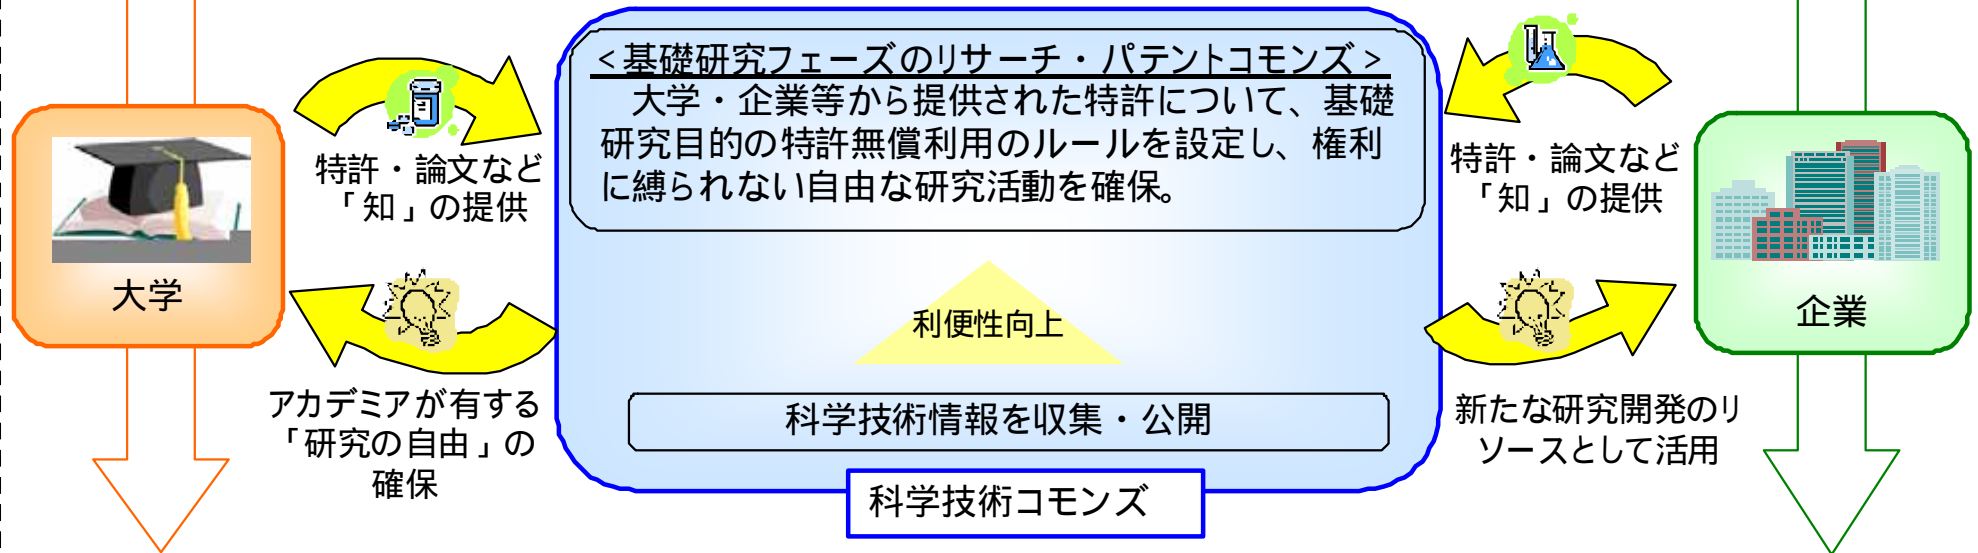 ＜基礎研究フェーズのリサーチ・パテントコモンズ＞
大学・企業等から提供された特許について、基礎
研究目的の特許無償利用のルールを設定し、権利
に縛られない自由な研究活動を確保。
特許・論文など
「知」の提供
特許・論文など
「知」の提供
大学
企業
利便性向上
アカデミアが有する
「研究の自由」の
確保
科学技術情報を収集・公開
新たな研究開発のリ
ソースとして活用
科学技術コモンズ